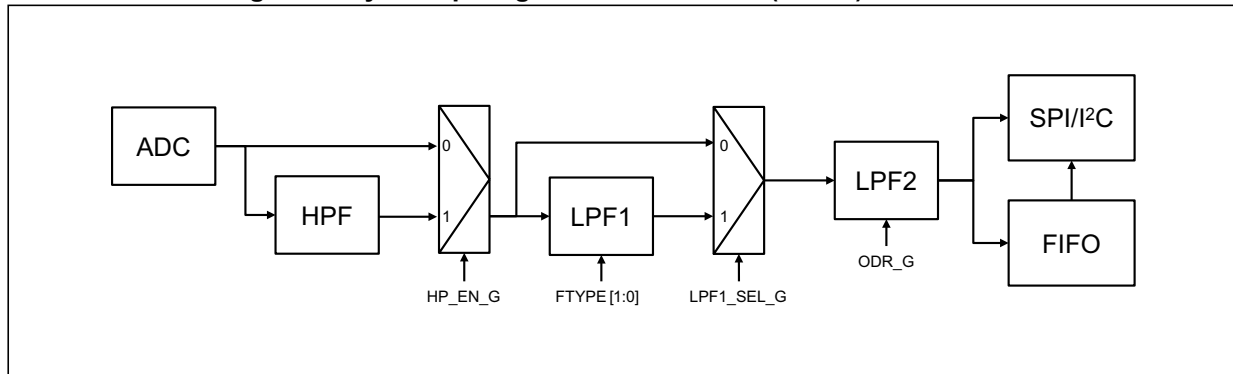 ADC
0
SPI/I²C
0
LPF2
HPF
1
LPF1
1
FIFO
ODR_G
HP_EN_G
FTYPE [1:0]
LPF1_SEL_G